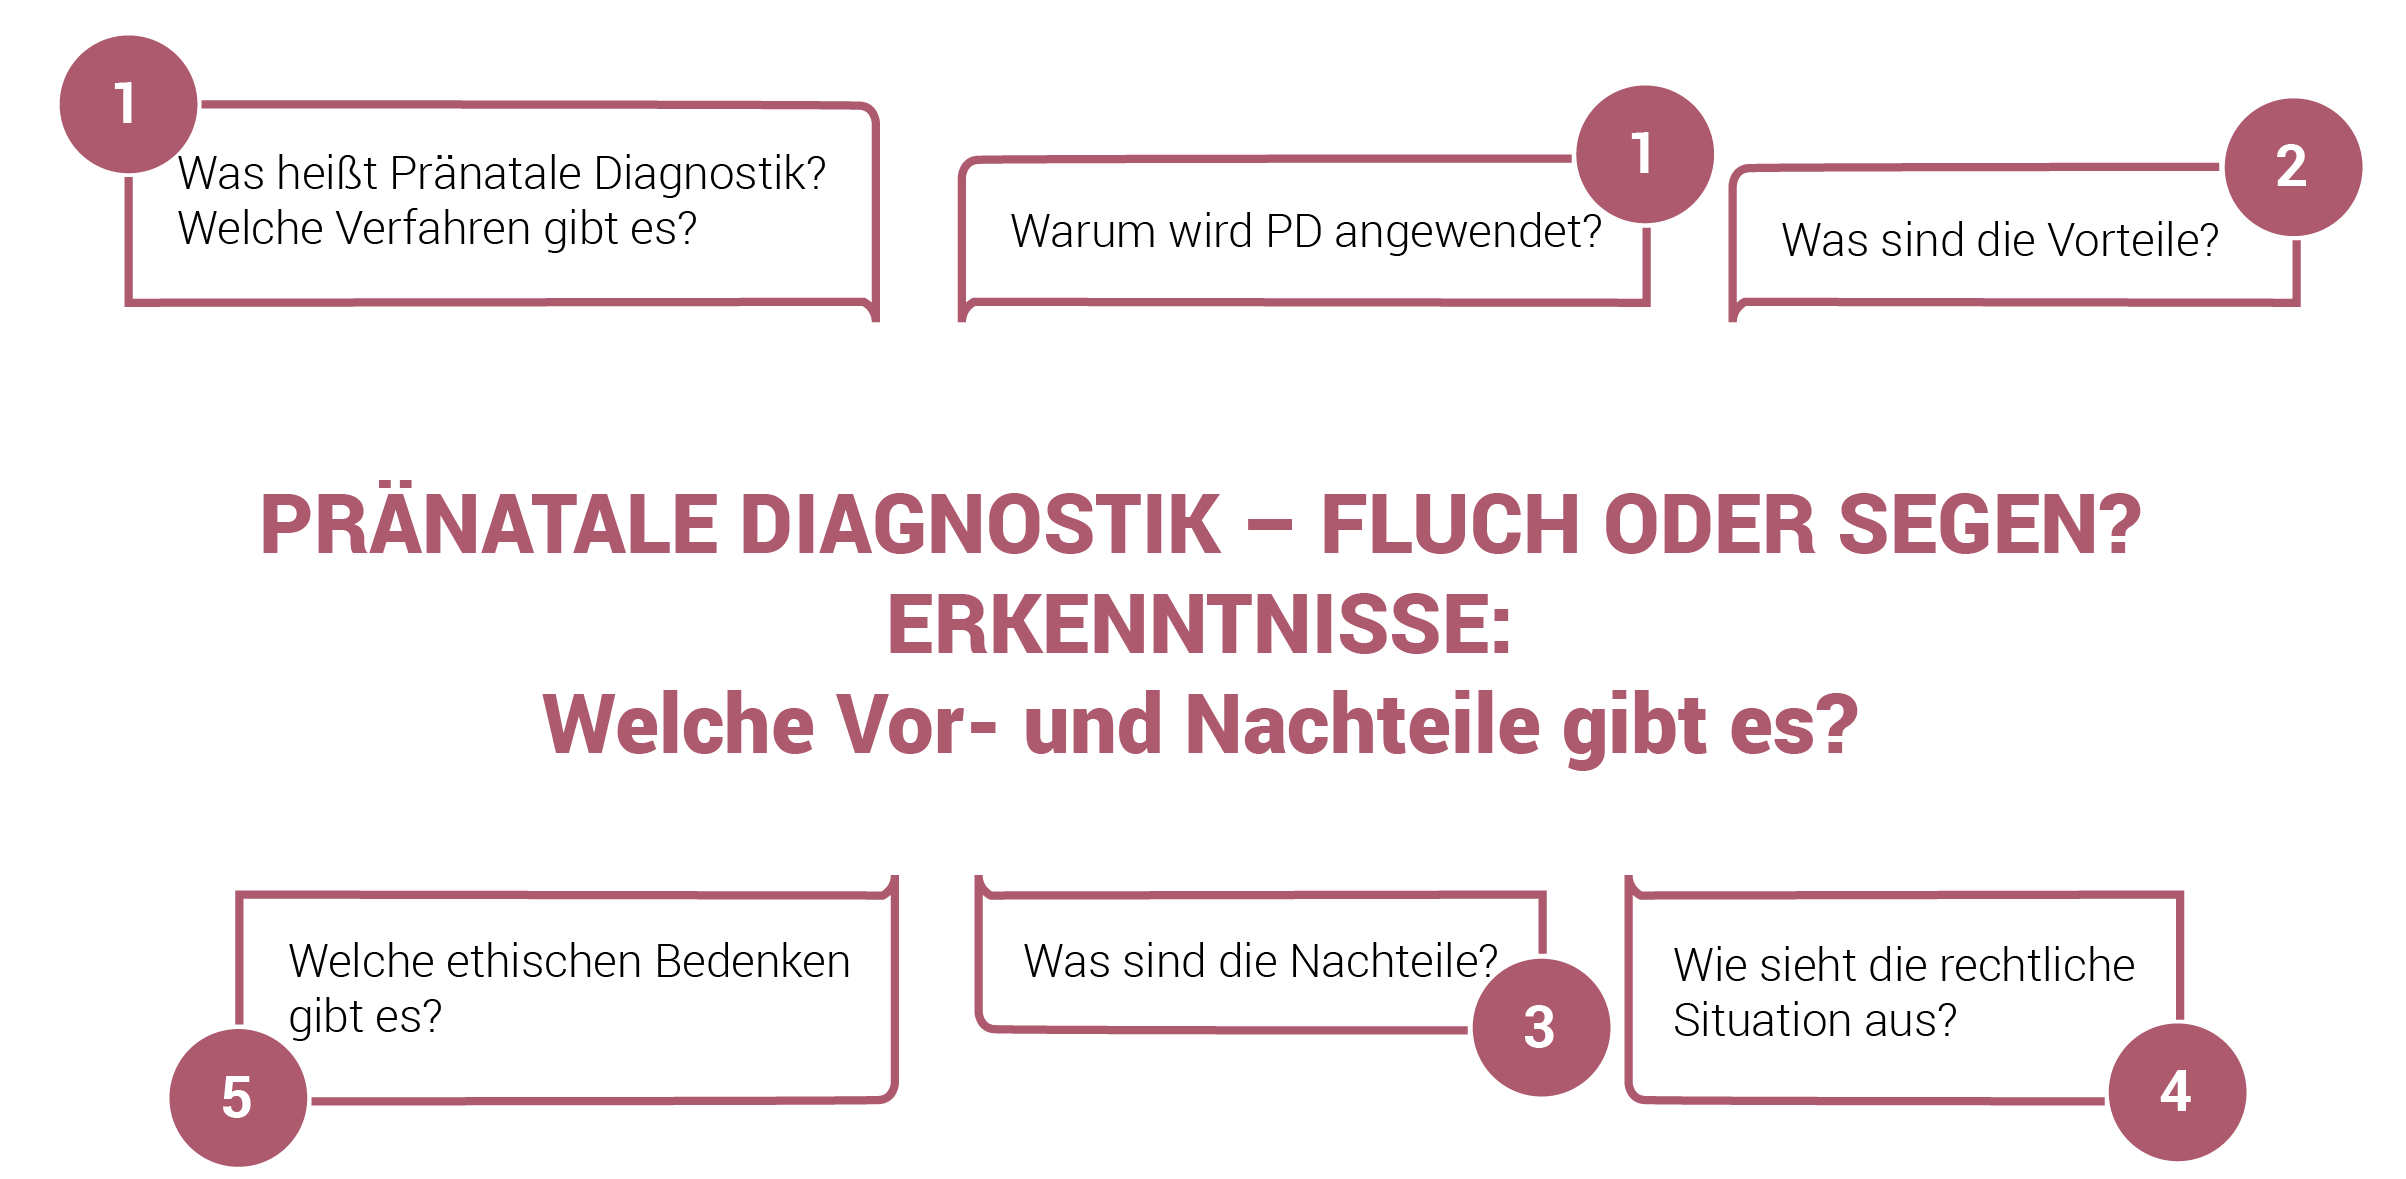 1
Was heißt Pränatale Diagnostik?
Welche Verfahren gibt es?
1
Warum wird PD angewendet?
2
Was sind die Vorteile?
PRÄNATALE DIAGNOSTIK – FLUCH ODER SEGEN?
ERKENNTNISSE:
Welche Vor- und Nachteile gibt es?
Welche ethischen Bedenken
gibt es?
5
Was sind die Nachteile?
3
Wie sieht die rechtliche
Situation aus?
4